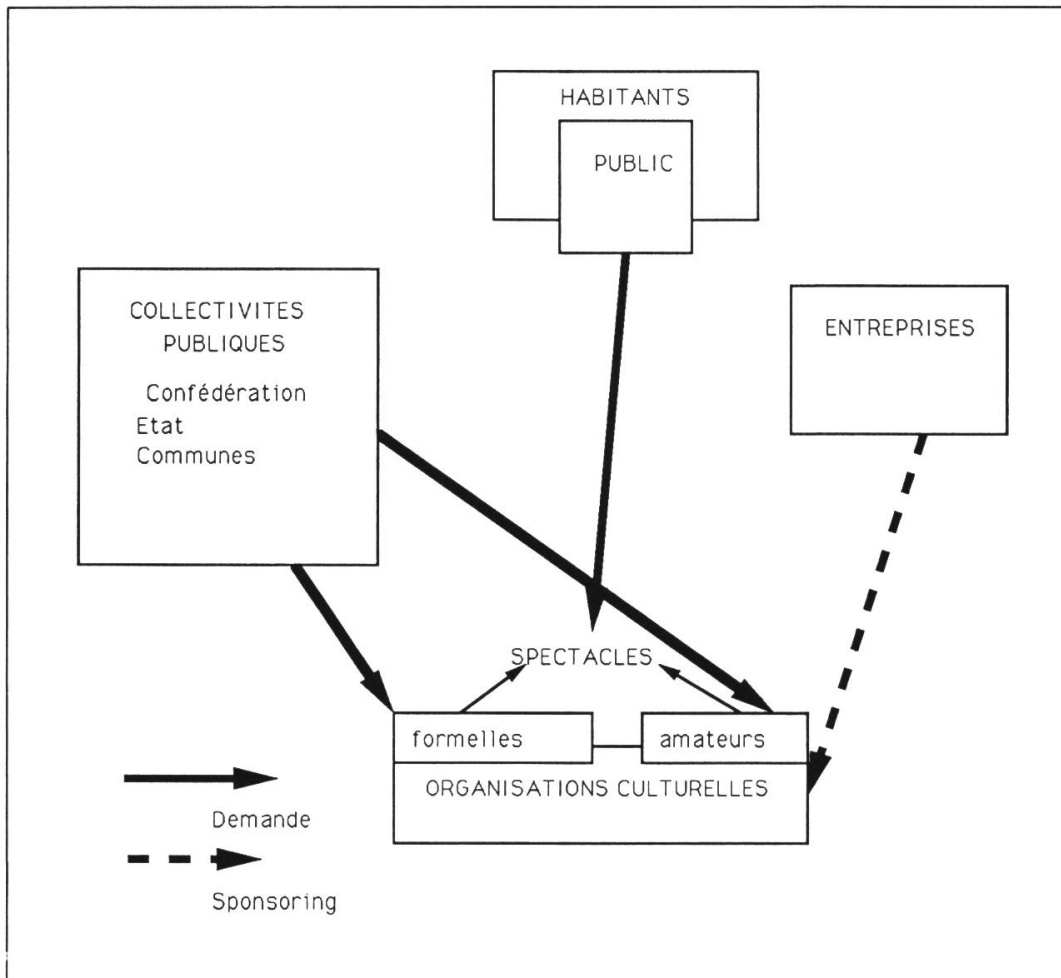 HABITANTS
PUBLIC
COLLECTIVITES
PUBLIQUES
Confédération
Etat
Communes
ENTREPRISES
SPECTACLES
formelles
amateurs
ORGANISATIONS CULTURELLES
Demande
Sponsoring